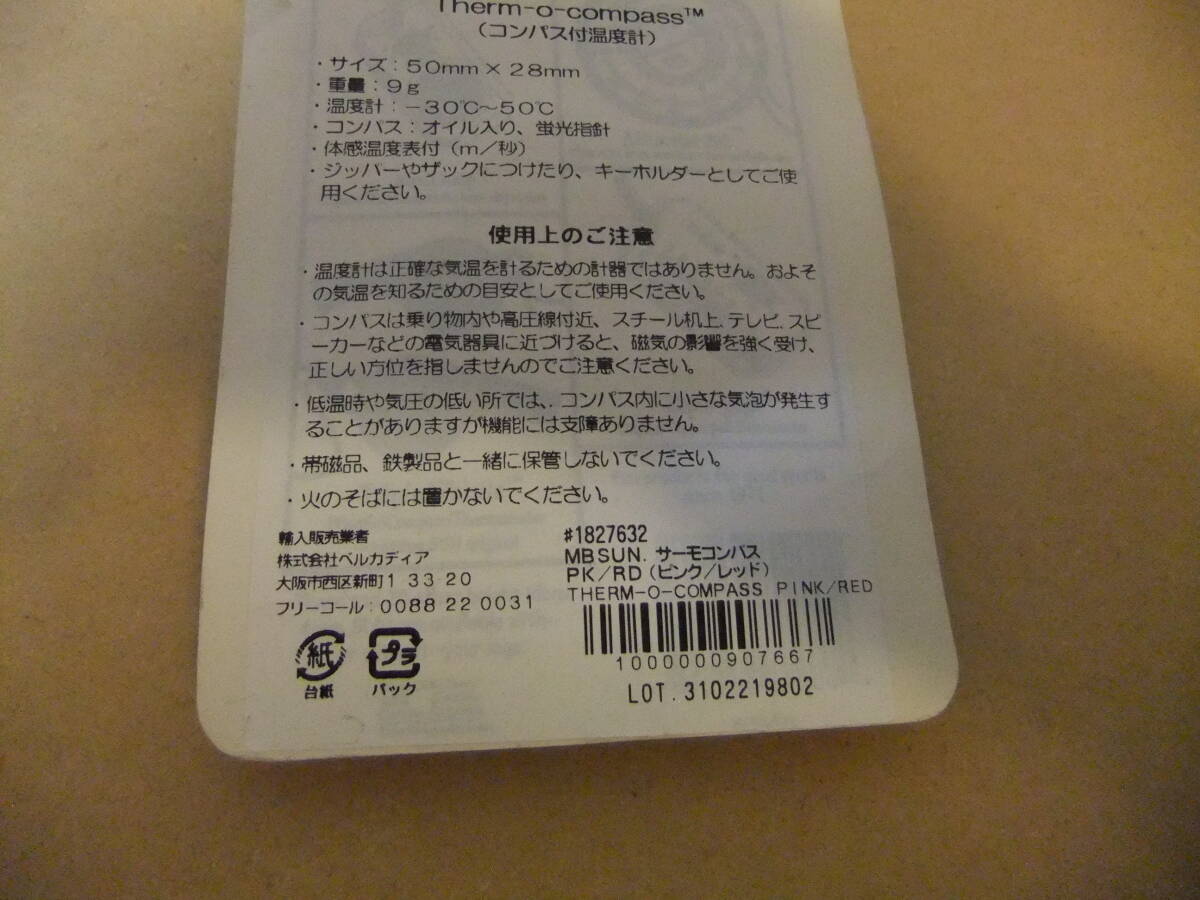 Therm-o-compass™
(コンパス付温度計)
・サイズ：50mm×28mm
・重量：9g
・温度計：－30℃～50℃
・コンパス：オイル入り、蛍光指針
・体感温度表付（m／秒）
・ジッパーやザックにつけたり、キーホルダーとしてご使
用ください。
使用上のご注意
・温度計は正確な気温を計るための計器ではありません。およそ
の気温を知るための目安としてご使用ください。
・コンパスは乗り物内や高圧線付近、スチール机上.テレビ.スピ
ーカーなどの電気器具に近づけると、磁気の影響を強く受け、
正しい方位を指しませんのでご注意ください。
・低温時や気圧の低い所では、.コンパス内に小さな気泡が発生す
ることがありますが機能には支障ありません。
・帯磁品、鉄製品と一緒に保管しないでください。
・火のそばには置かないでください。
輸入販売業者
株式会社ベルカディア
大阪市西区新町1 33 20
フリーコール：0088 22 0031
紙
台紙
プラ
パック
#1827632
MBSUN. サーモコンパス
PK/RD(ピンク/レッド)
THERM-O-COMPASS PINK/RED
1000000907667
LOT.3102219802